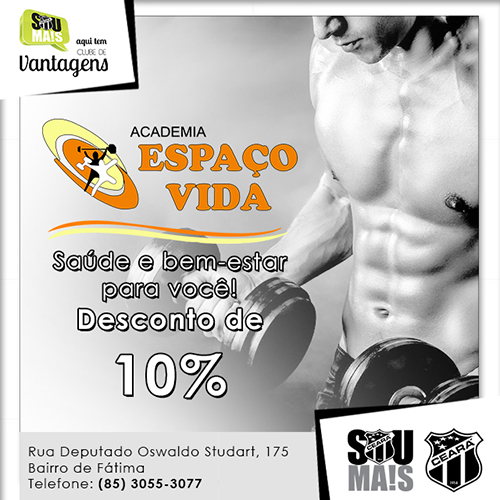 SOU
MA!S
aqui tem
CLUBE DE
Vantagens
ACADEMIA
ESPAÇO
VIDA
Saúde e bem-estar
para você!
Desconto de
10%
Rua Deputado Oswaldo Studart, 175
Bairro de Fátima
Telefone: (85) 3055-3077
SOU
MA!S
CEARÁ